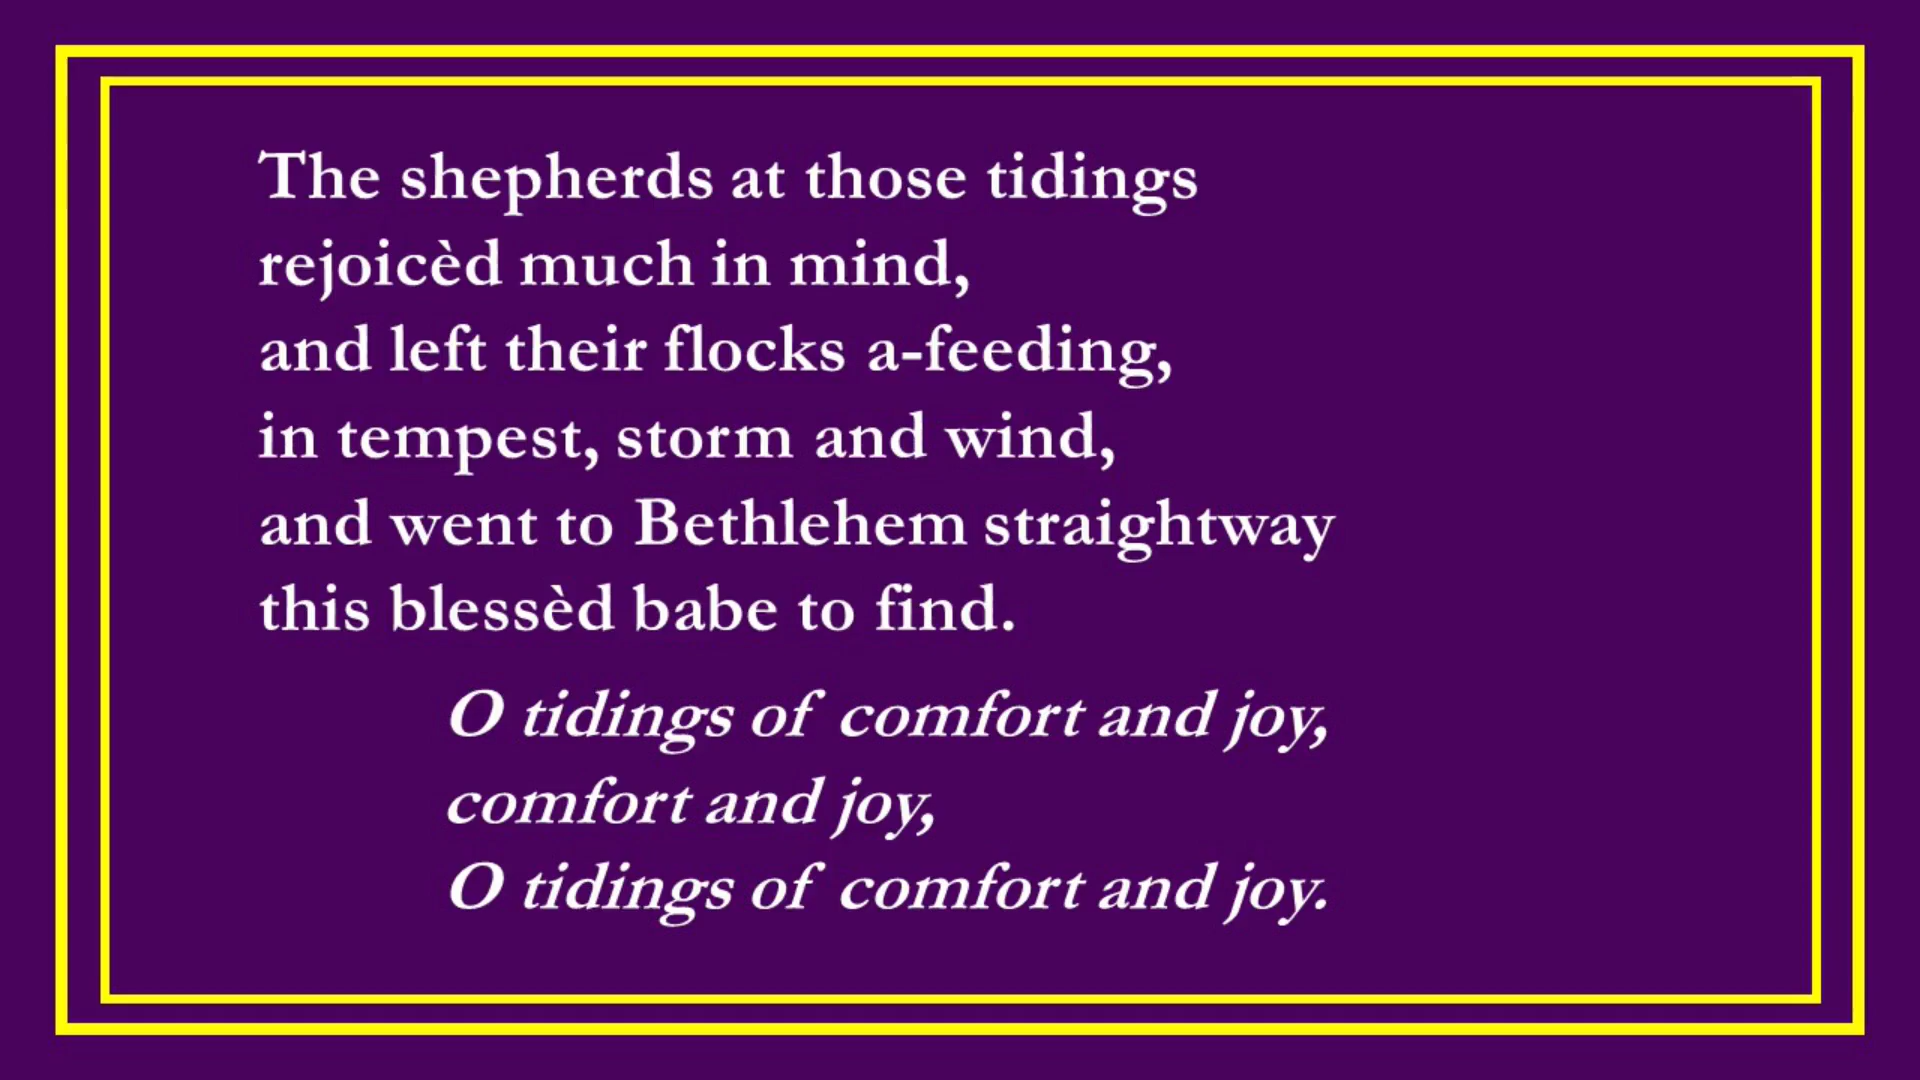 The shepherds at those tidings
rejoicèd much in mind,
and left their flocks a-feeding,
in tempest, storm and wind,
and went to Bethlehem straightway
this blessèd babe to find.
O tidings of comfort and joy,
comfort and joy,
O tidings of comfort and joy.